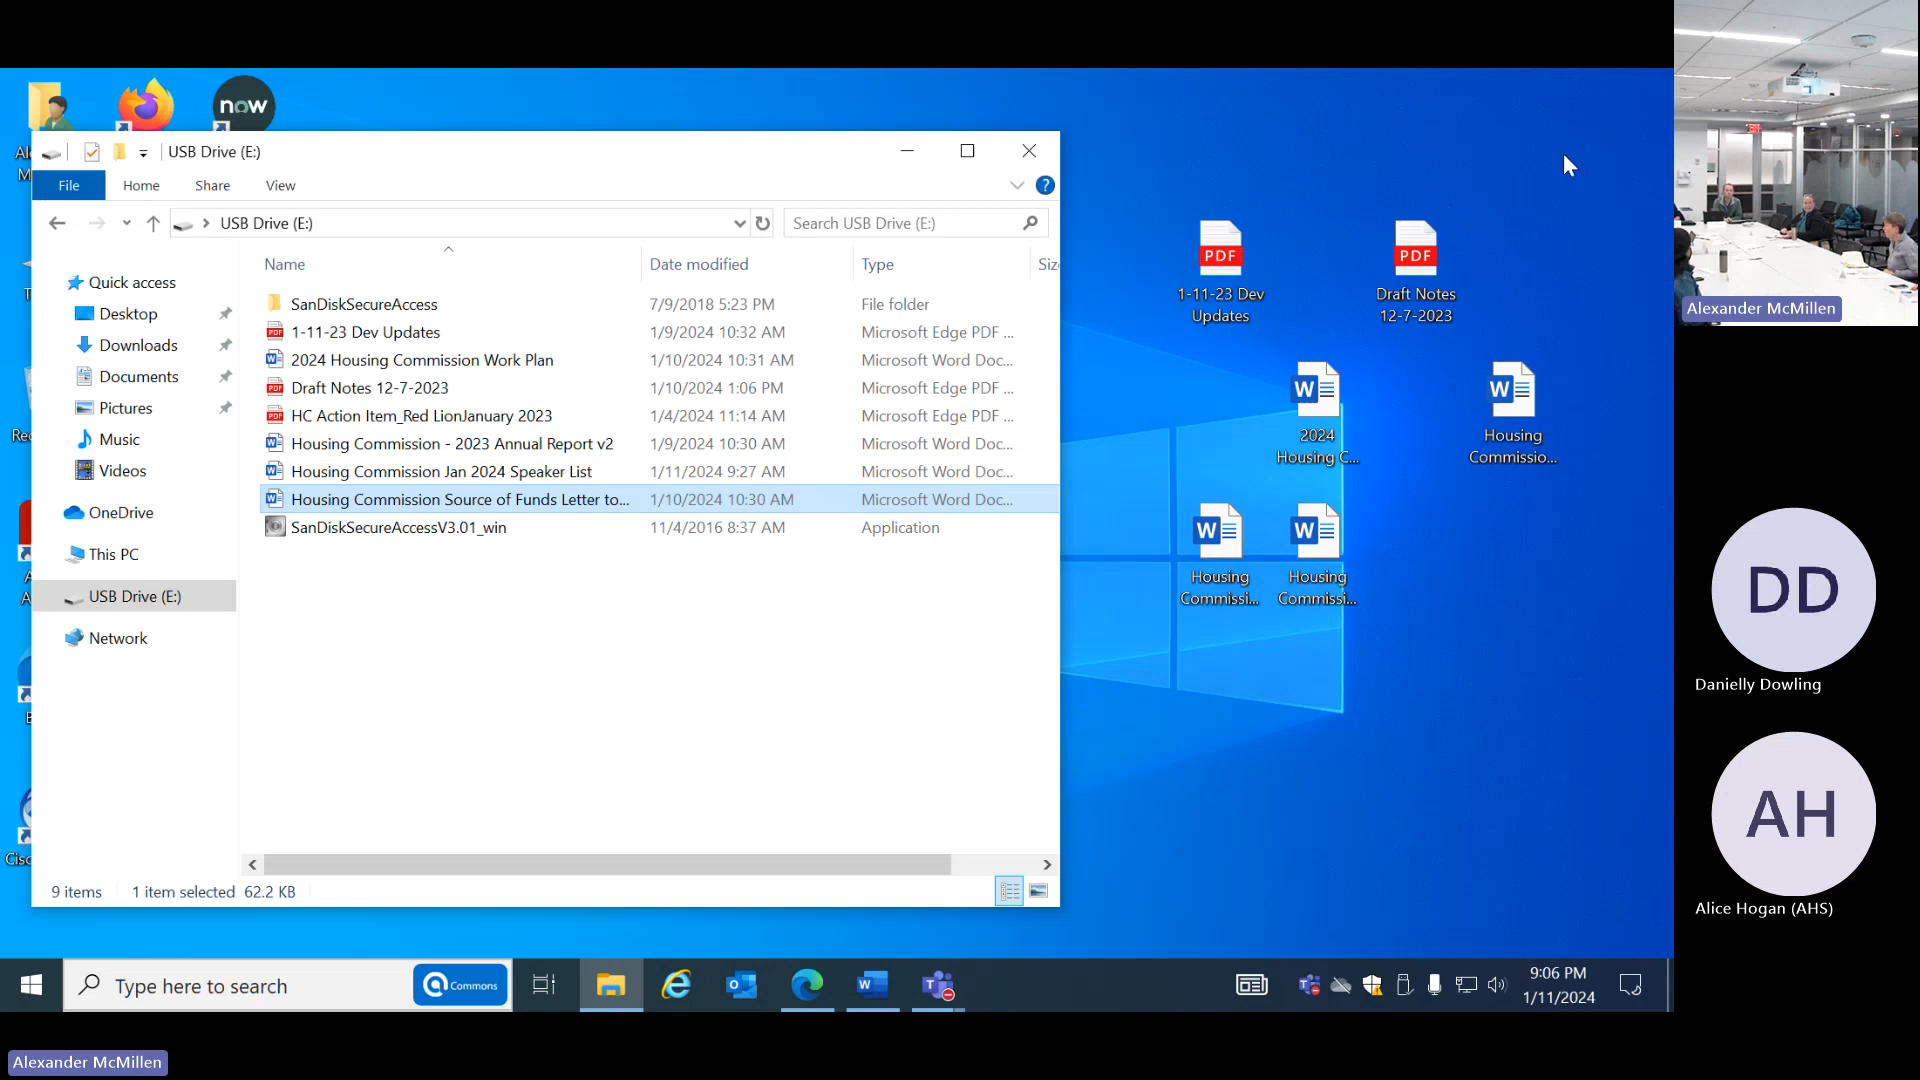 now
USB Drive (E:)
File
Home
Share
View
USB Drive (E:)
Search USB Drive (E:)
Name
Date modified
Type
Quick access
Desktop
Downloads
Documents
Pictures
Music
Videos
OneDrive
This PC
USB Drive (E:)
Network
SanDiskSecureAccess 7/9/2018 5:23 PM File folder
1-11-23 Dev Updates 1/9/2024 10:32 AM Microsoft Edge PDF ...
2024 Housing Commission Work Plan 1/10/2024 10:31 AM Microsoft Word Doc...
Draft Notes 12-7-2023 1/10/2024 1:06 PM Microsoft Edge PDF ...
HC Action Item_Red LionJanuary 2023 1/4/2024 11:14 AM Microsoft Edge PDF ...
Housing Commission - 2023 Annual Report v2 1/9/2024 10:30 AM Microsoft Word Doc...
Housing Commission Jan 2024 Speaker List 1/11/2024 9:27 AM Microsoft Word Doc...
Housing Commission Source of Funds Letter to... 1/10/2024 10:30 AM Microsoft Word Doc...
SanDiskSecureAccessV3.01_win 11/4/2016 8:37 AM Application
9 items 1 item selected 62.2 KB
PDF
1-11-23 Dev
Updates
PDF
Draft Notes
12-7-2023
2024
Housing C...
Housing
Commissio...
Housing
Commissi...
Housing
Commissi...
Type here to search
Commons
9:06 PM
1/11/2024
Alexander McMillen
DD
Danielly Dowling
AH
Alice Hogan (AHS)
Alexander McMillen